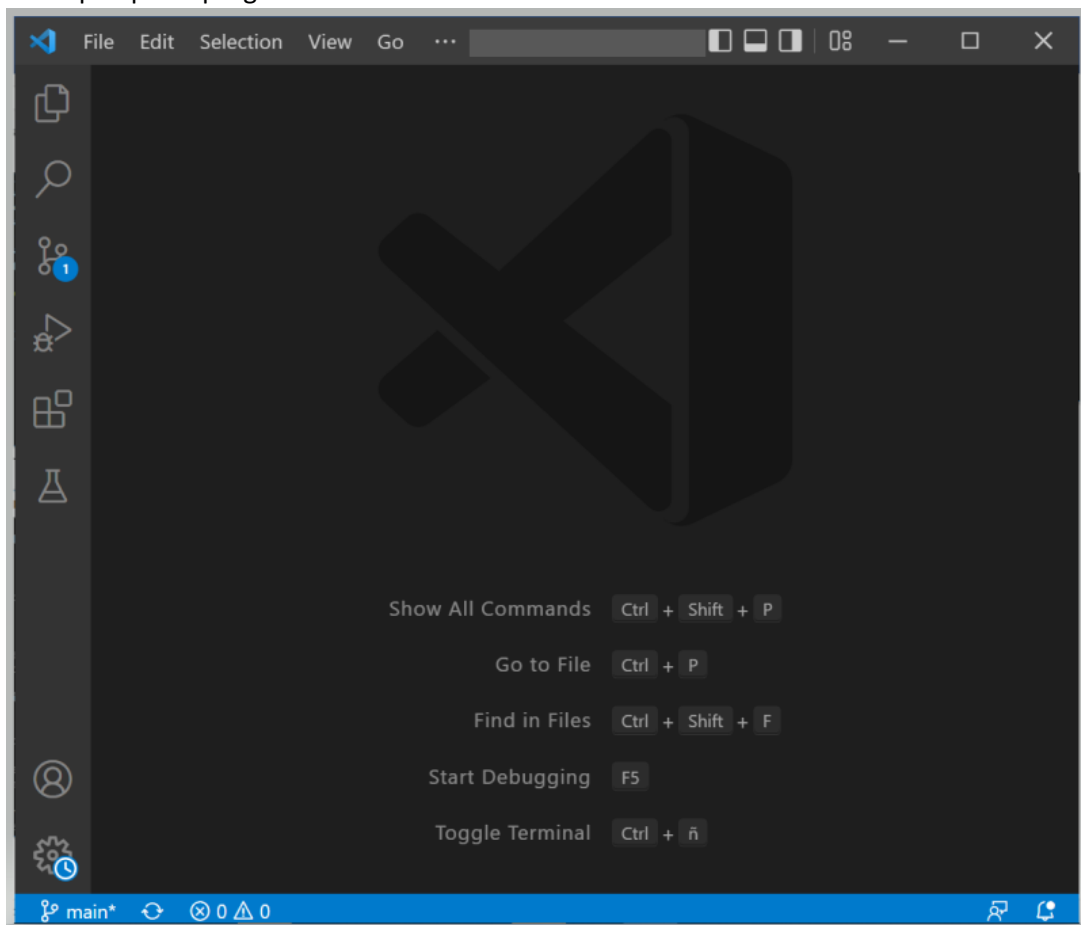 File Edit Selection View Go ···
1
Show All Commands Ctrl + Shift + P
Go to File Ctrl + P
Find in Files Ctrl + Shift + F
Start Debugging F5
Toggle Terminal Ctrl + ñ
main* 0 0